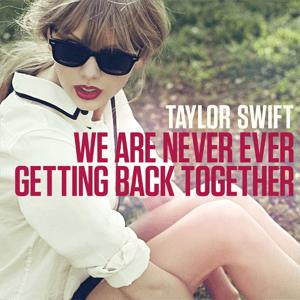 TAYLOR SWIFT
WE ARE NEVER EVER
GETTING BACK TOGETHER